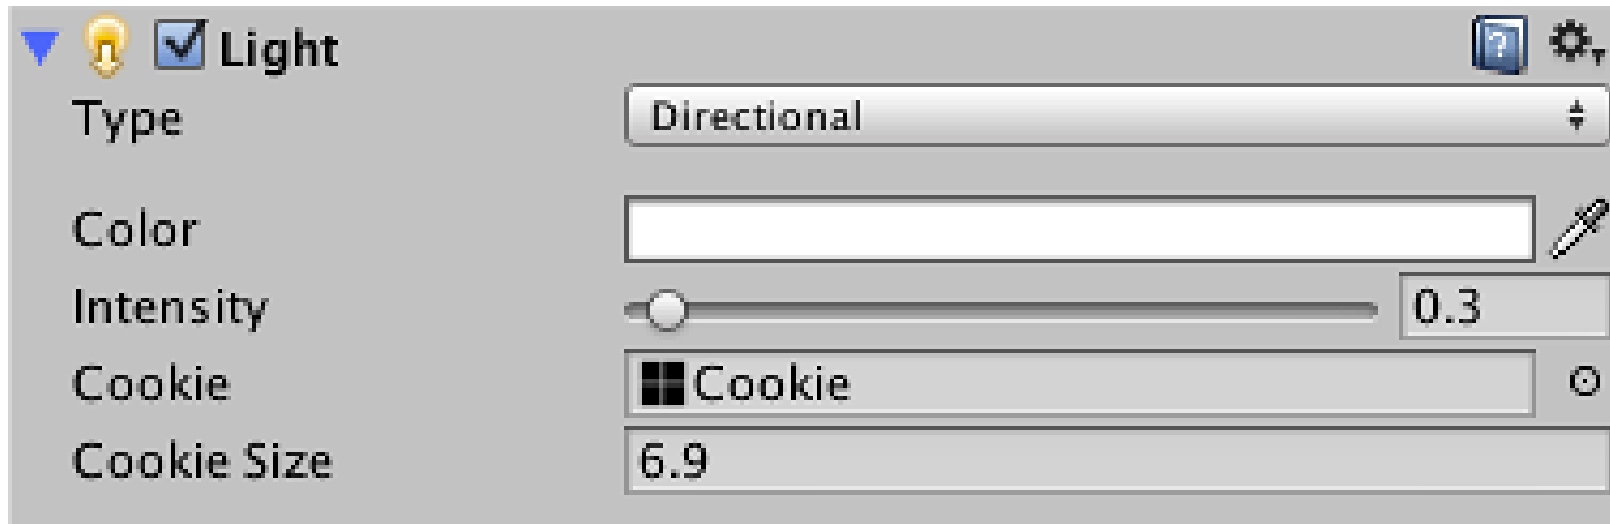 Light
Type Directional
Color
Intensity 0.3
Cookie Cookie
Cookie Size 6.9